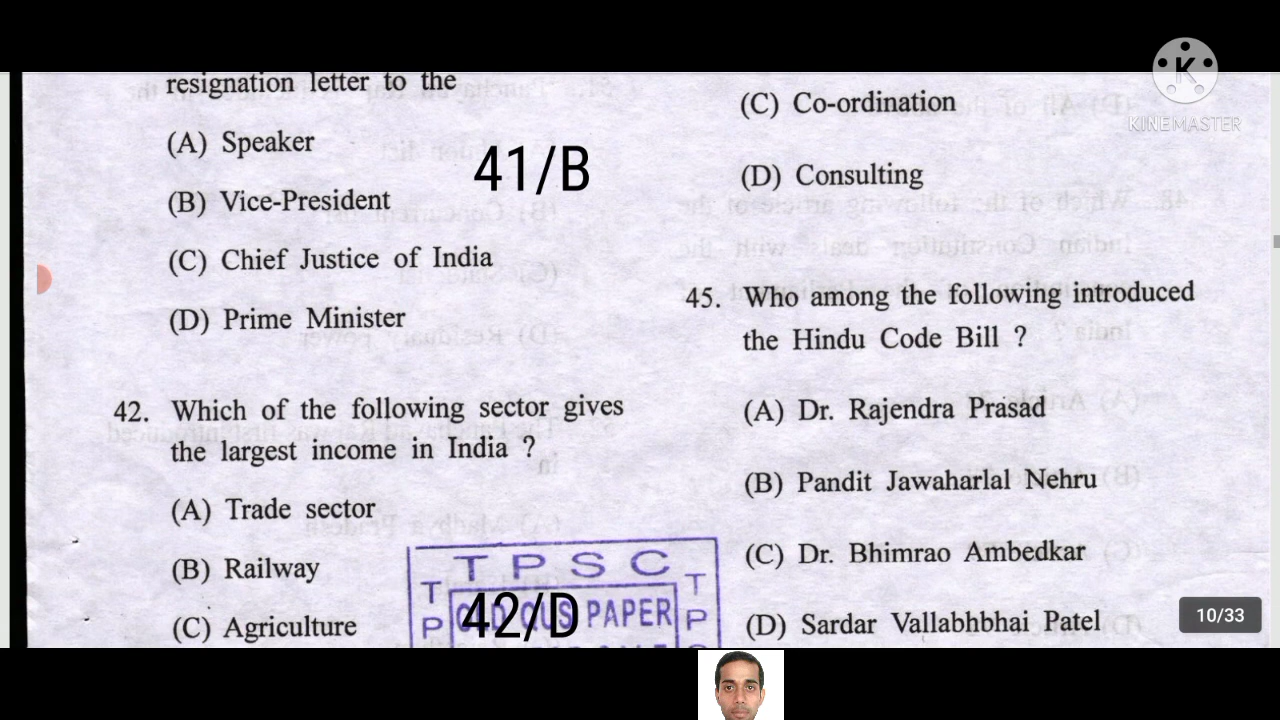 resignation letter to the
(A) Speaker
(B) Vice-President
(C) Chief Justice of India
(D) Prime Minister
41/B
42. Which of the following sector gives
the largest income in India ?
(A) Trade sector
(B) Railway
(C) Agriculture
T P S C
T P
PAPER
T P
42/D
(C) Co-ordination
(D) Consulting
45. Who among the following introduced
the Hindu Code Bill ?
(A) Dr. Rajendra Prasad
(B) Pandit Jawaharlal Nehru
(C) Dr. Bhimrao Ambedkar
(D) Sardar Vallabhbhai Patel
K
KINEMASTER
10/33